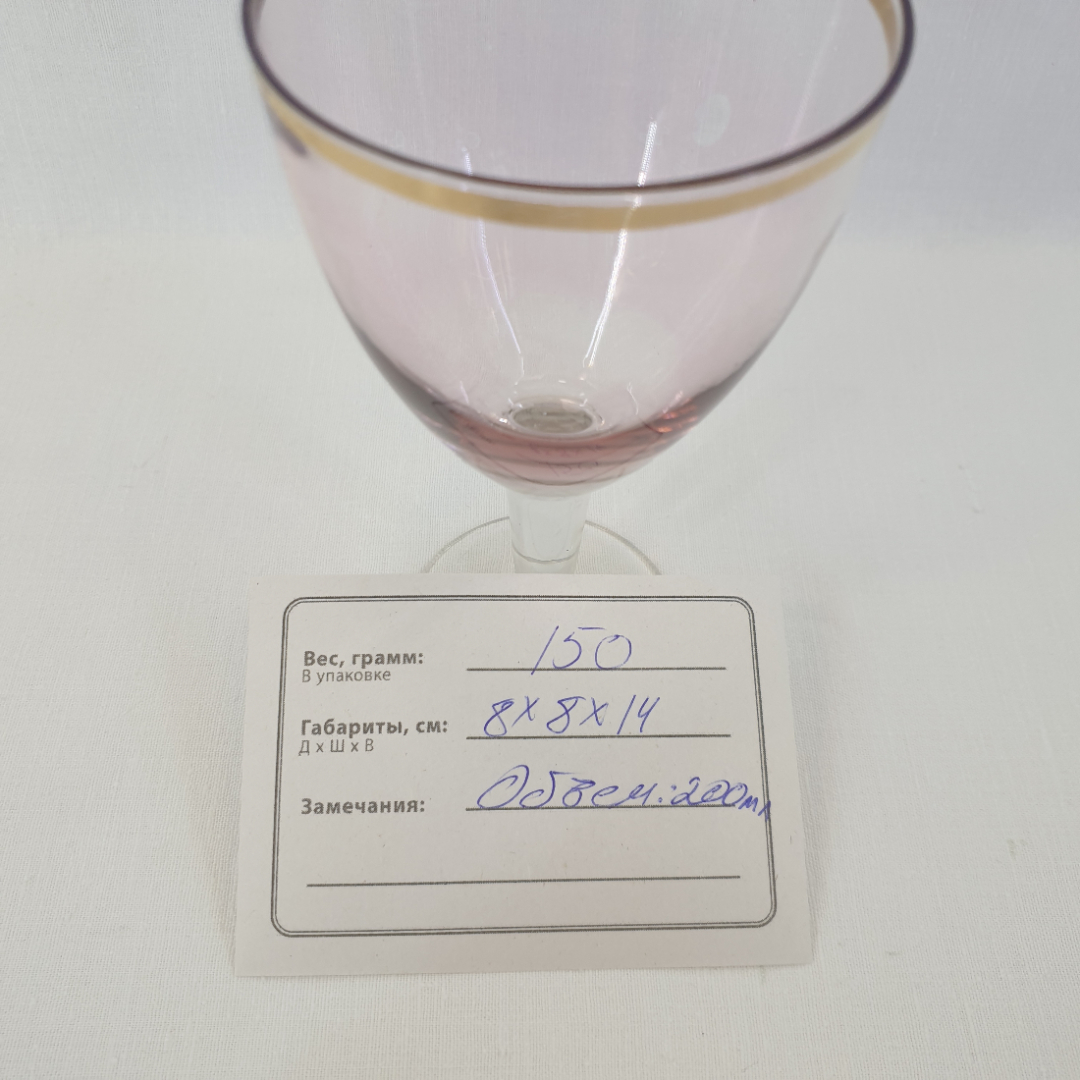 Вес, грамм: 150
В упаковке
Габариты, см: 8х8х14
Д х Ш х В
Замечания: Объем: 200мл